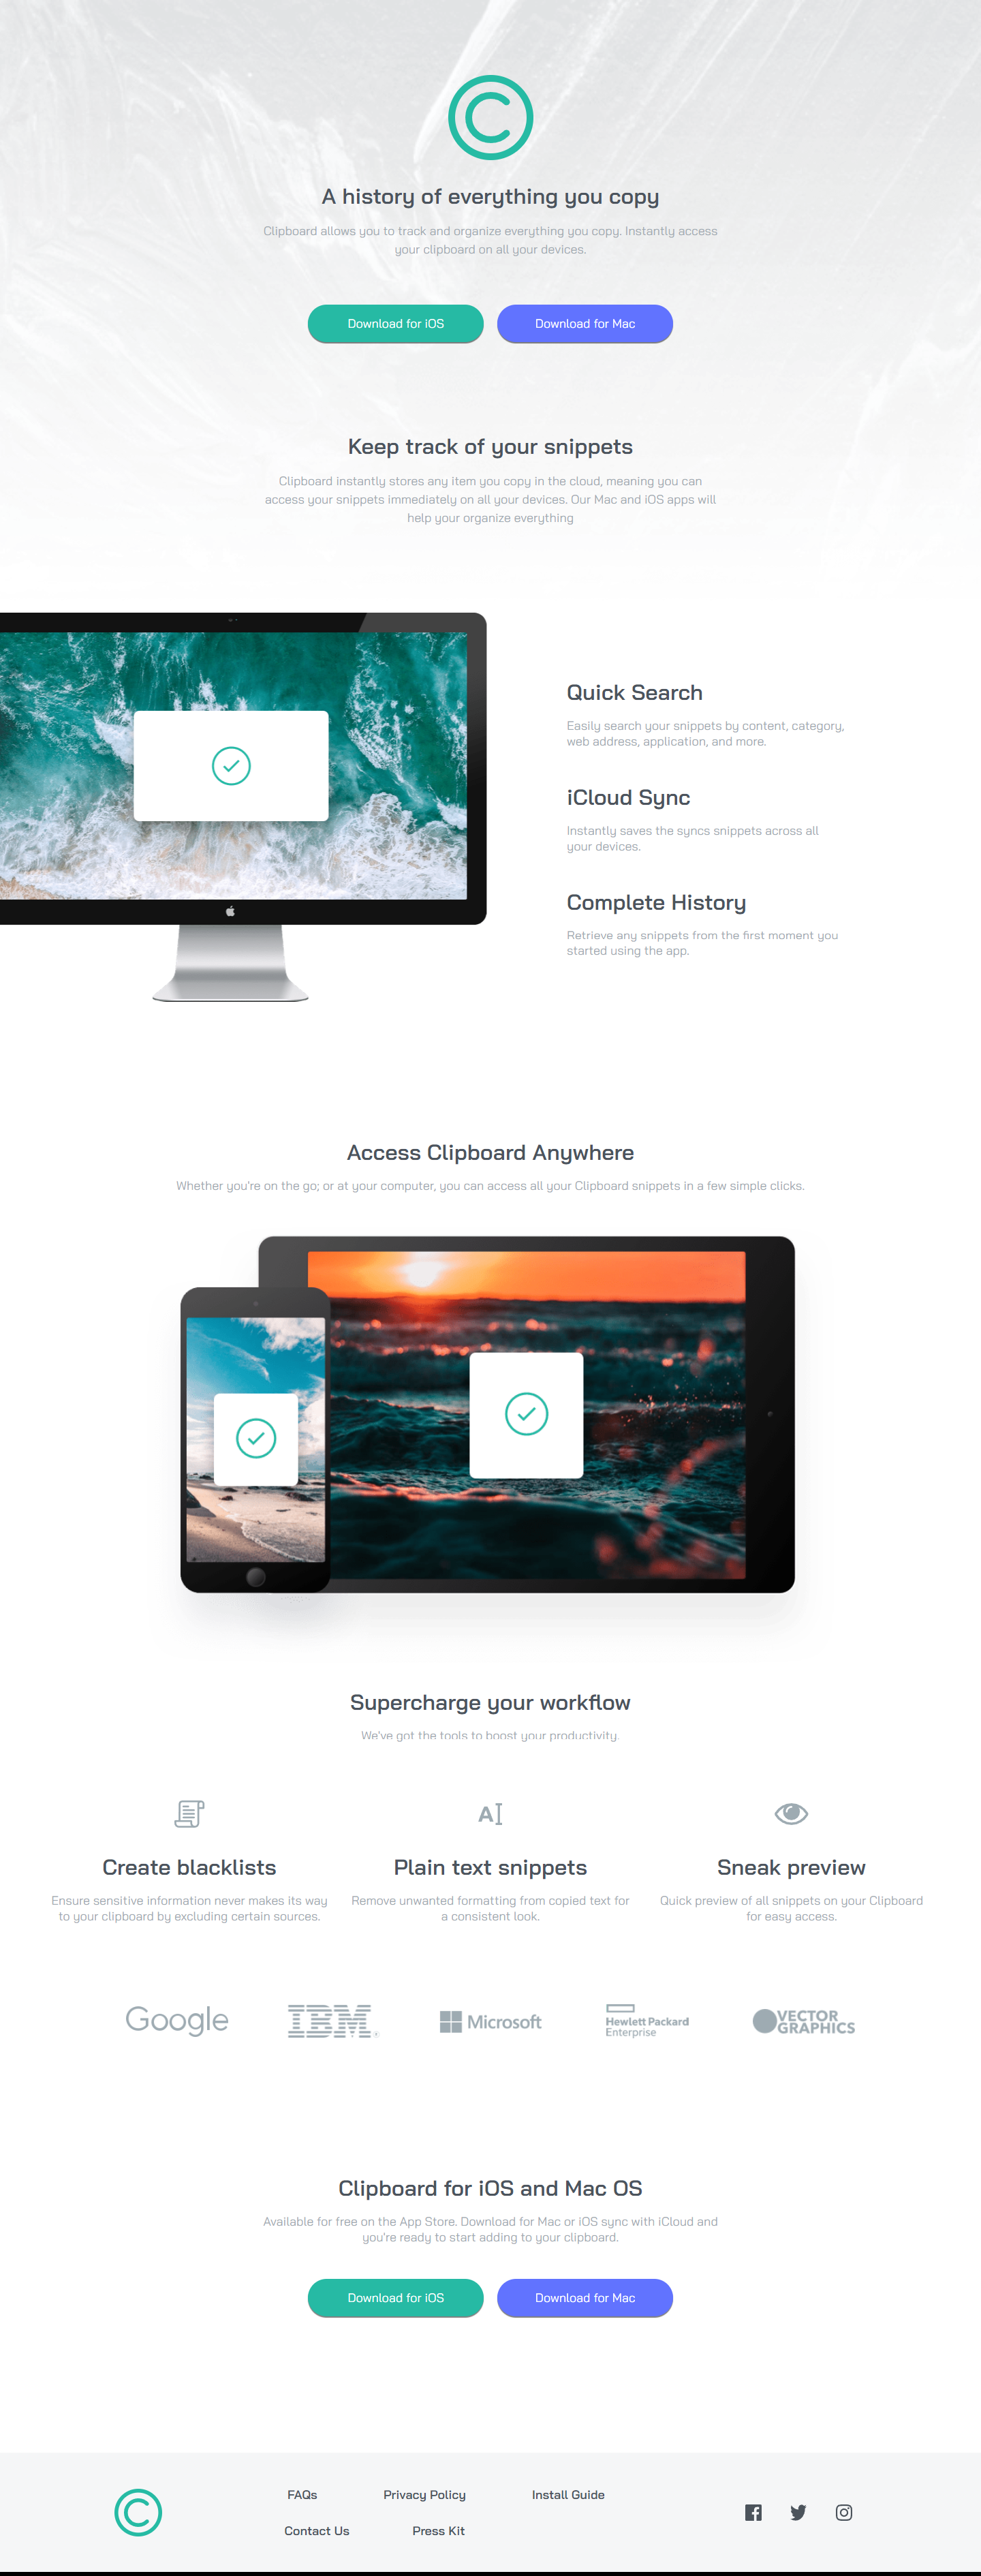 A history of everything you copy
Clipboard allows you to track and organize everything you copy. Instantly access
your clipboard on all your devices.
Download for iOS
Download for Mac
Keep track of your snippets
Clipboard instantly stores any item you copy in the cloud, meaning you can
access your snippets immediately on all your devices. Our Mac and iOS apps will
help your organize everything
Quick Search
Easily search your snippets by content, category,
web address, application, and more.
iCloud Sync
Instantly saves the syncs snippets across all
your devices.
Complete History
Retrieve any snippets from the first moment you
started using the app.
Access Clipboard Anywhere
Whether you're on the go; or at your computer, you can access all your Clipboard snippets in a few simple clicks.
Supercharge your workflow
We've got the tools to boost your productivity.
Create blacklists
Ensure sensitive information never makes its way
to your clipboard by excluding certain sources.
Plain text snippets
Remove unwanted formatting from copied text for
a consistent look.
Sneak preview
Quick preview of all snippets on your Clipboard
for easy access.
Google
IBM
Microsoft
Hewlett Packard
Enterprise
VECTOR
GRAPHICS
Clipboard for iOS and Mac OS
Available for free on the App Store. Download for Mac or iOS sync with iCloud and
you're ready to start adding to your clipboard.
Download for iOS
Download for Mac
FAQs
Privacy Policy
Install Guide
Contact Us
Press Kit